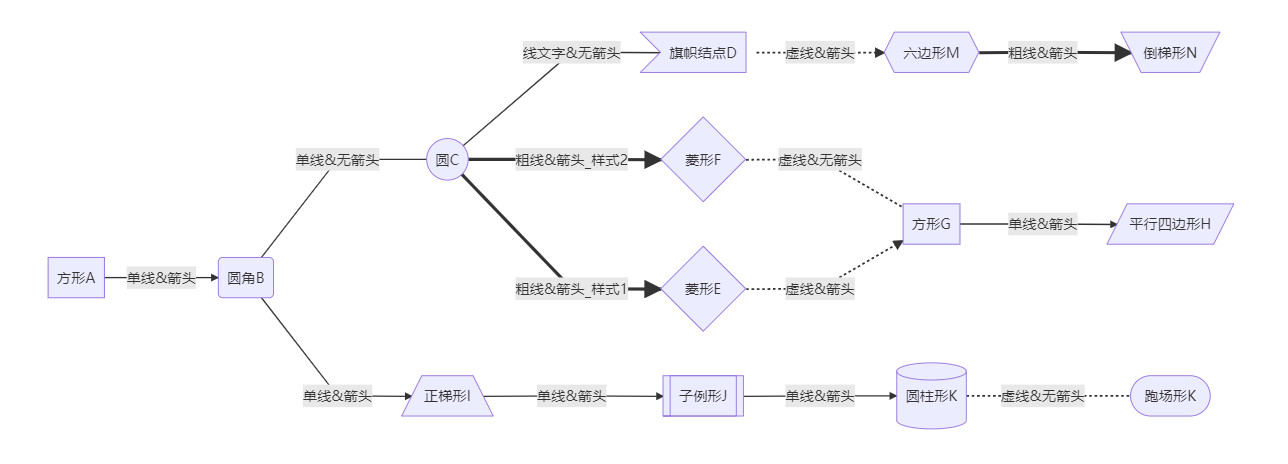 线文字&无箭头
旗帜结点D
虚线&箭头
六边形M
粗线&箭头
倒梯形N
单线&无箭头
圆C
粗线&箭头_样式2
菱形F
虚线&无箭头
方形G
单线&箭头
平行四边形H
方形A
单线&箭头
圆角B
粗线&箭头_样式1
菱形E
虚线&箭头
单线&箭头
正梯形I
单线&箭头
子例形J
单线&箭头
圆柱形K
虚线&无箭头
跑场形K